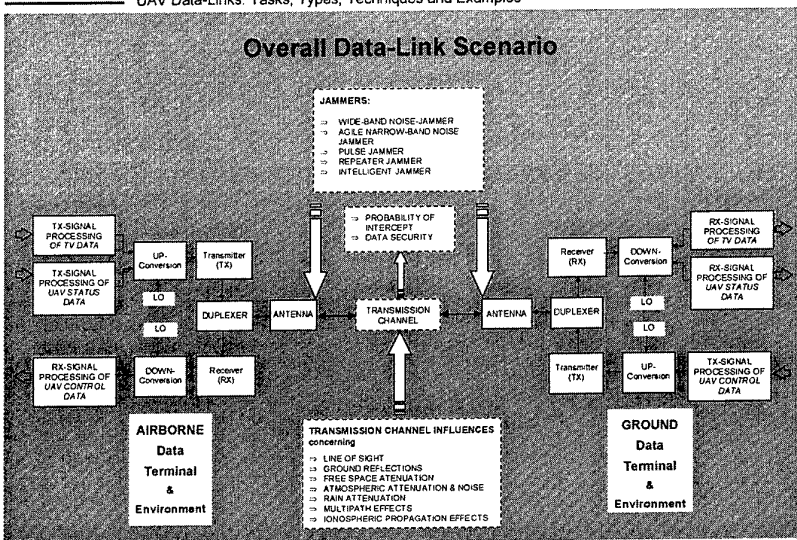 UAV Data-Links: Tasks, Types, Techniques and Examples
Overall Data-Link Scenario
JAMMERS:
⇒ WIDE-BAND NOISE-JAMMER
⇒ AGILE NARROW-BAND NOISE
JAMMER
⇒ PULSE JAMMER
⇒ REPEATER JAMMER
⇒ INTELLIGENT JAMMER
⇒ PROBABILITY OF
INTERCEPT
⇒ DATA SECURITY
TX-SIGNAL
PROCESSING
OF TV DATA
TX-SIGNAL
PROCESSING OF
UAV STATUS
DATA
UP-
Conversion
Transmitter
(TX)
LO
LO
DUPLEXER
ANTENNA
RX-SIGNAL
PROCESSING OF
UAV CONTROL
DATA
DOWN-
Conversion
Receiver
(RX)
TRANSMISSION
CHANNEL
ANTENNA
DUPLEXER
Receiver
(RX)
DOWN-
Conversion
RX-SIGNAL
PROCESSING
OF TV DATA
RX-SIGNAL
PROCESSING OF
UAV STATUS
DATA
LO
LO
Transmitter
(TX)
UP-
Conversion
TX-SIGNAL
PROCESSING OF
UAV CONTROL
DATA
AIRBORNE
Data
Terminal
&
Environment
TRANSMISSION CHANNEL INFLUENCES
concerning
⇒ LINE OF SIGHT
⇒ GROUND REFLECTIONS
⇒ FREE SPACE ATENUATION
⇒ ATMOSPHERIC ATTENUATION & NOISE
⇒ RAIN ATTENUATION
⇒ MULTIPATH EFFECTS
⇒ IONOSPHERIC PROPAGATION EFFECTS
GROUND
Data
Terminal
&
Environment